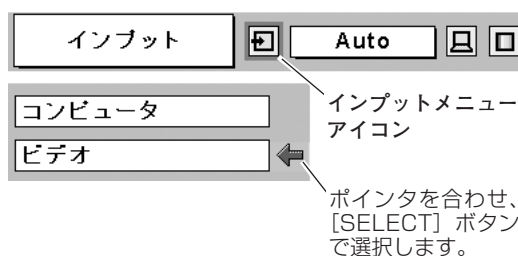 インプット Auto
インプットメニュー
アイコン
コンピュータ
ビデオ
ポインタを合わせ、
［SELECT］ボタン
で選択します。